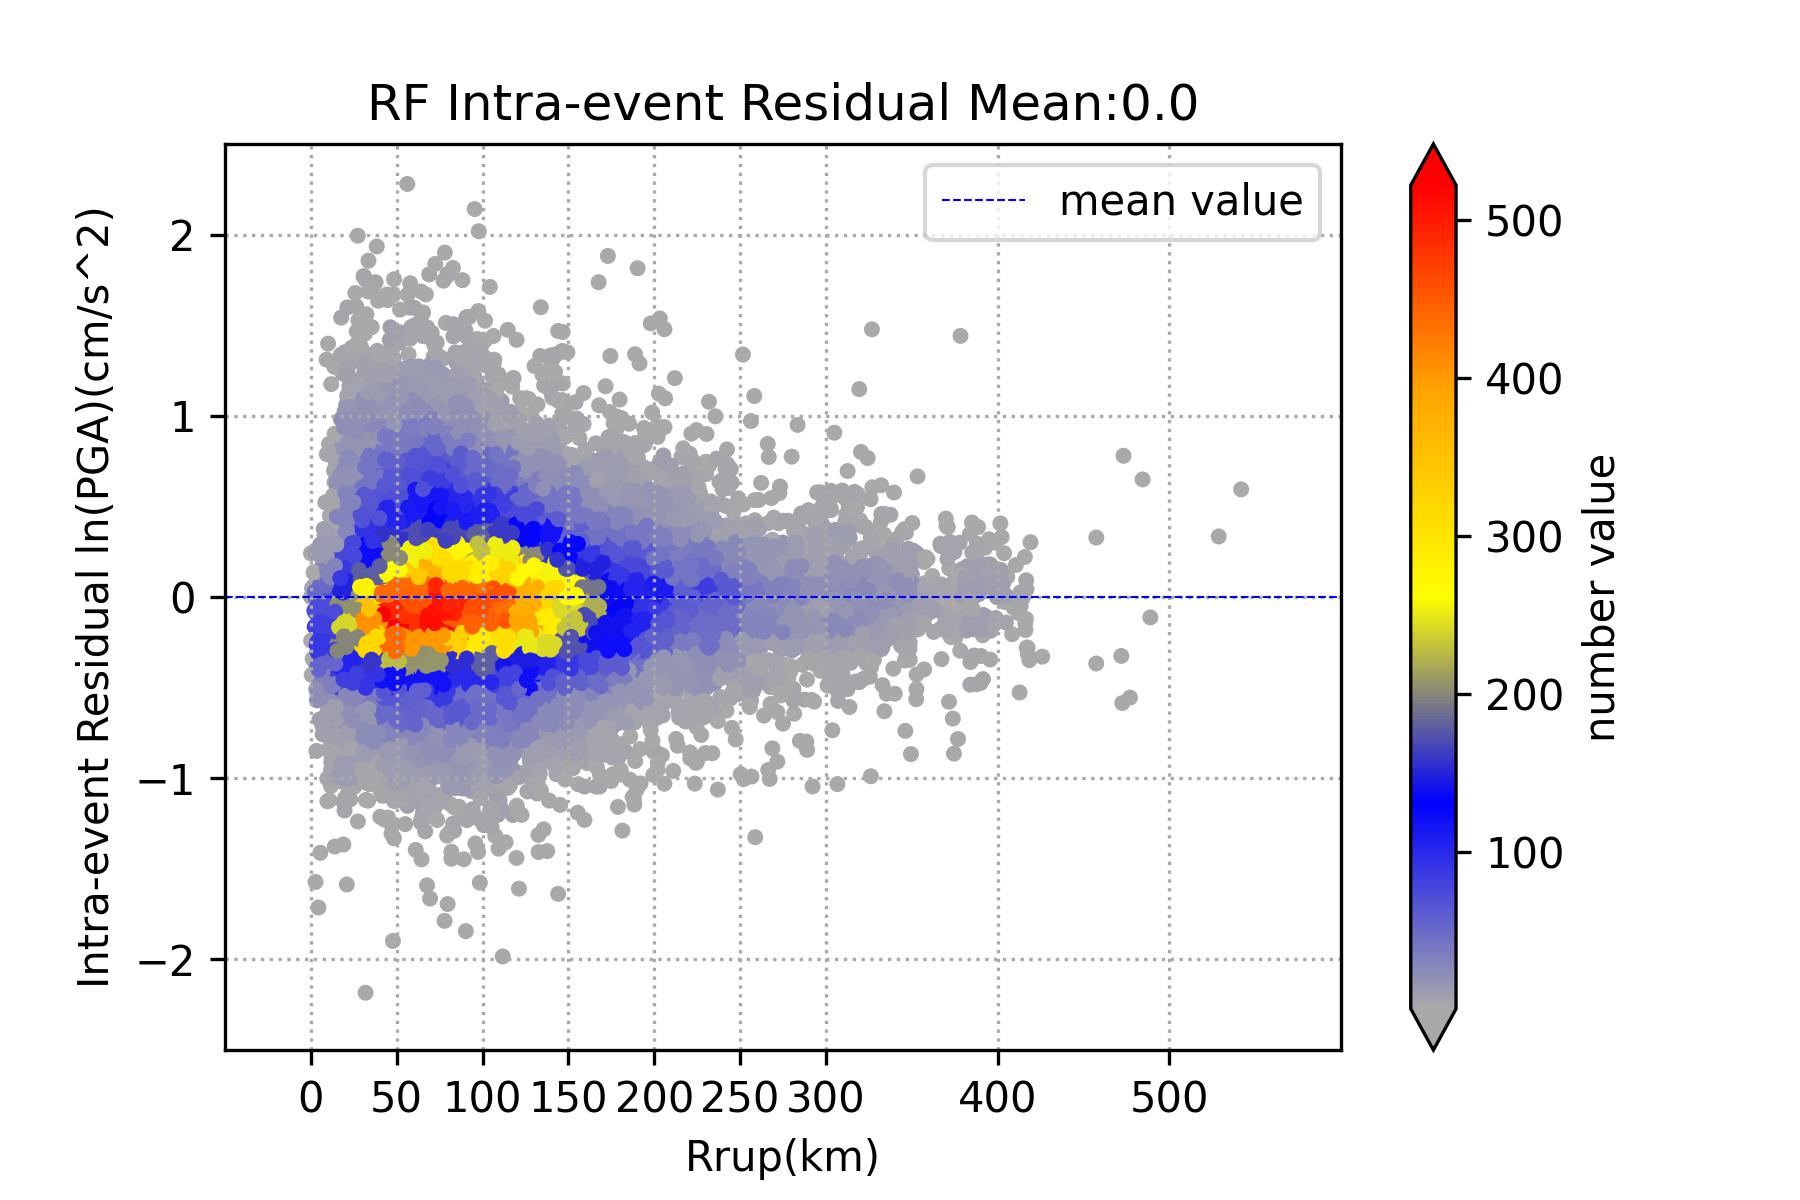 RF Intra-event Residual Mean:0.0
mean value
Intra-event Residual ln(PGA)(cm/s^2)
2
1
0
−1
−2
0 50 100 150 200 250 300 400 500
Rrup(km)
500
400
300
200
100
number value